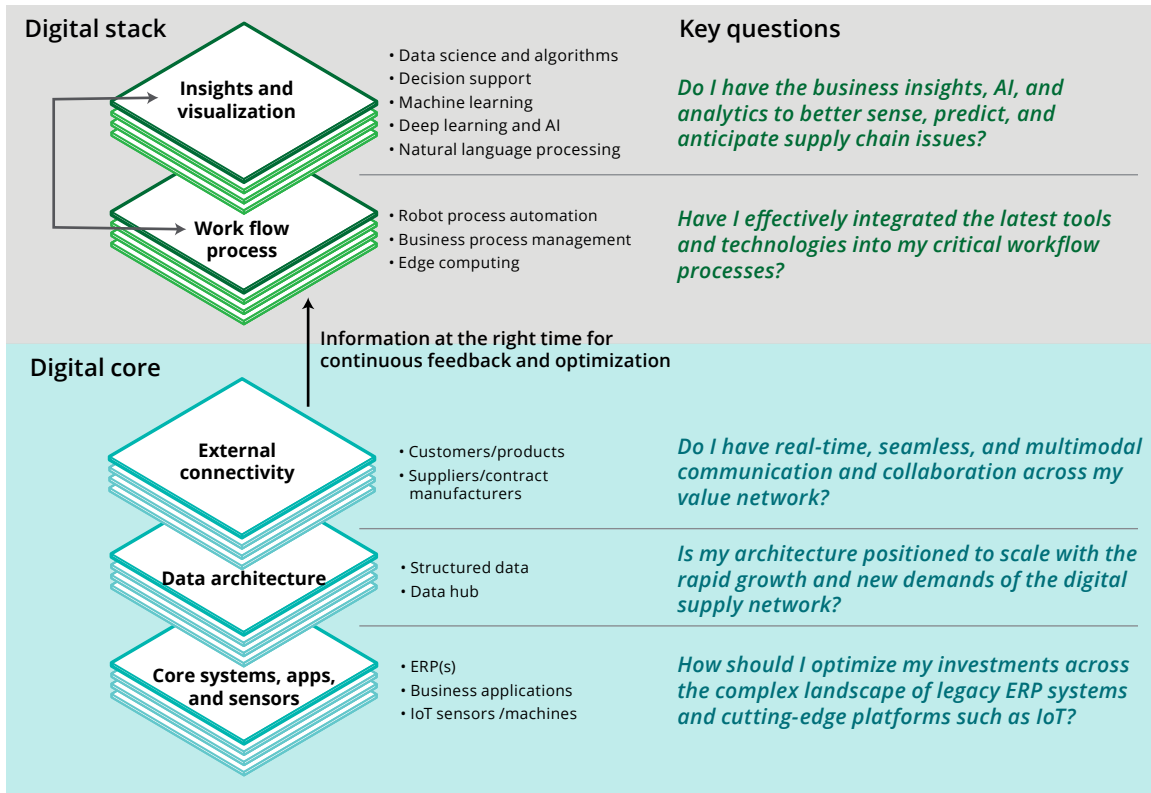 Digital stack
Key questions
Insights and
visualization
• Data science and algorithms
• Decision support
• Machine learning
• Deep learning and AI
• Natural language processing
Do I have the business insights, AI, and
analytics to better sense, predict, and
anticipate supply chain issues?
Work flow
process
• Robot process automation
• Business process management
• Edge computing
Have I effectively integrated the latest tools
and technologies into my critical workflow
processes?
Information at the right time for
continuous feedback and optimization
Digital core
External
connectivity
• Customers/products
• Suppliers/contract
manufacturers
Do I have real-time, seamless, and multimodal
communication and collaboration across my
value network?
Data architecture
• Structured data
• Data hub
Is my architecture positioned to scale with the
rapid growth and new demands of the digital
supply network?
Core systems, apps,
and sensors
• ERP(s)
• Business applications
• IoT sensors /machines
How should I optimize my investments across
the complex landscape of legacy ERP systems
and cutting-edge platforms such as IoT?